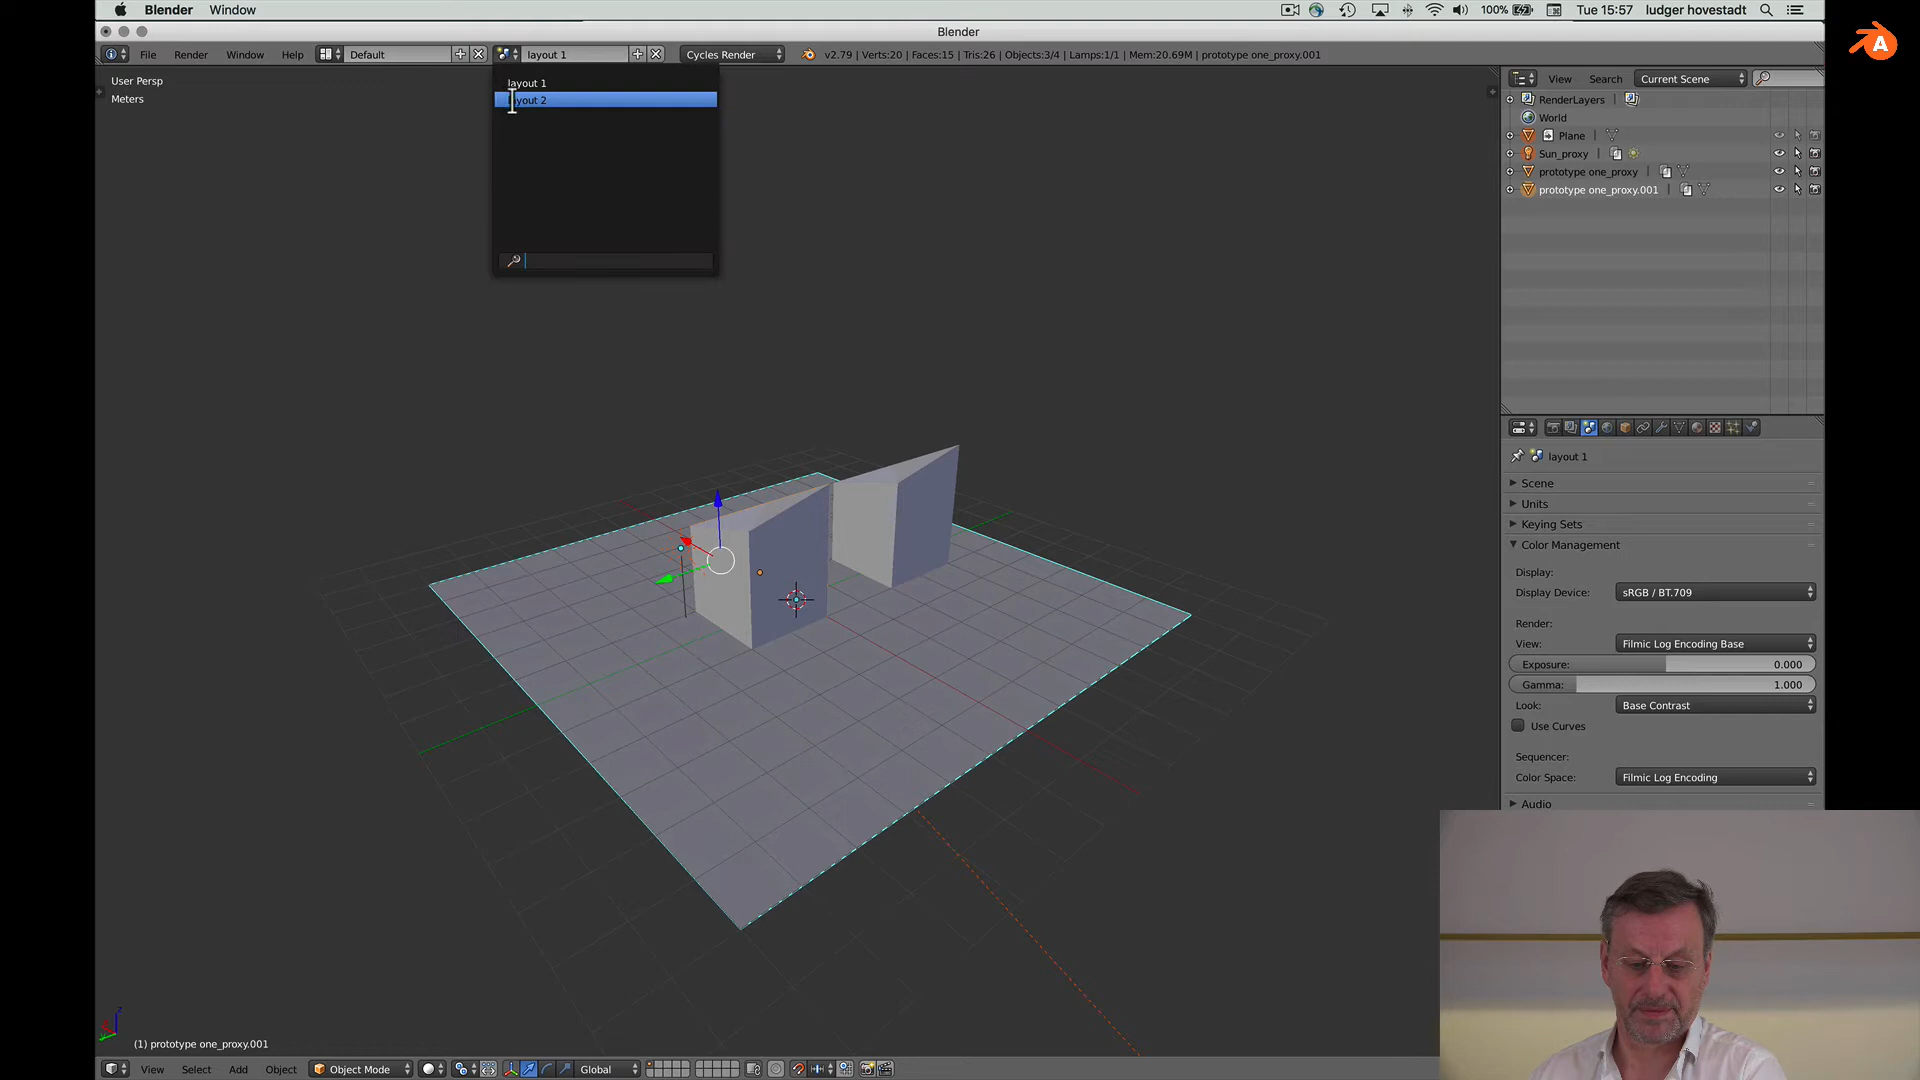 Blender Window 100% Tue 15:57 ludger hovestadt
Blender
File Render Window Help Default layout 1 Cycles Render v2.79 | Verts:20 | Faces:15 | Tris:26 | Objects:3/4 | Lamps:1/1 | Mem:20.69M | prototype one_proxy.001
User Persp
Meters
layout 1
layout 2
View Search Current Scene
RenderLayers
World
Plane
Sun_proxy
prototype one_proxy
prototype one_proxy.001
layout 1
Scene
Units
Keying Sets
Color Management
Display:
Display Device: sRGB / BT.709
Render:
View: Filmic Log Encoding Base
Exposure: 0.000
Gamma: 1.000
Look: Base Contrast
Use Curves
Sequencer:
Color Space: Filmic Log Encoding
Audio
(1) prototype one_proxy.001
View Select Add Object Object Mode Global
A